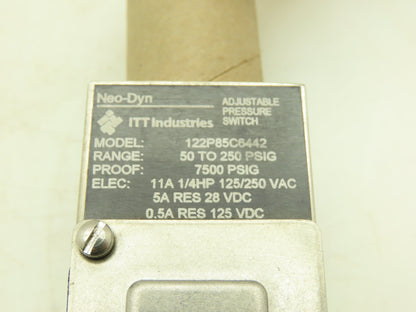 Neo-Dyn
ADJUSTABLE
PRESSURE
SWITCH
ITT Industries
MODEL: 122P85C6442
RANGE: 50 TO 250 PSIG
PROOF: 7500 PSIG
ELEC: 11A 1/4HP 125/250 VAC
5A RES 28 VDC
0.5A RES 125 VDC